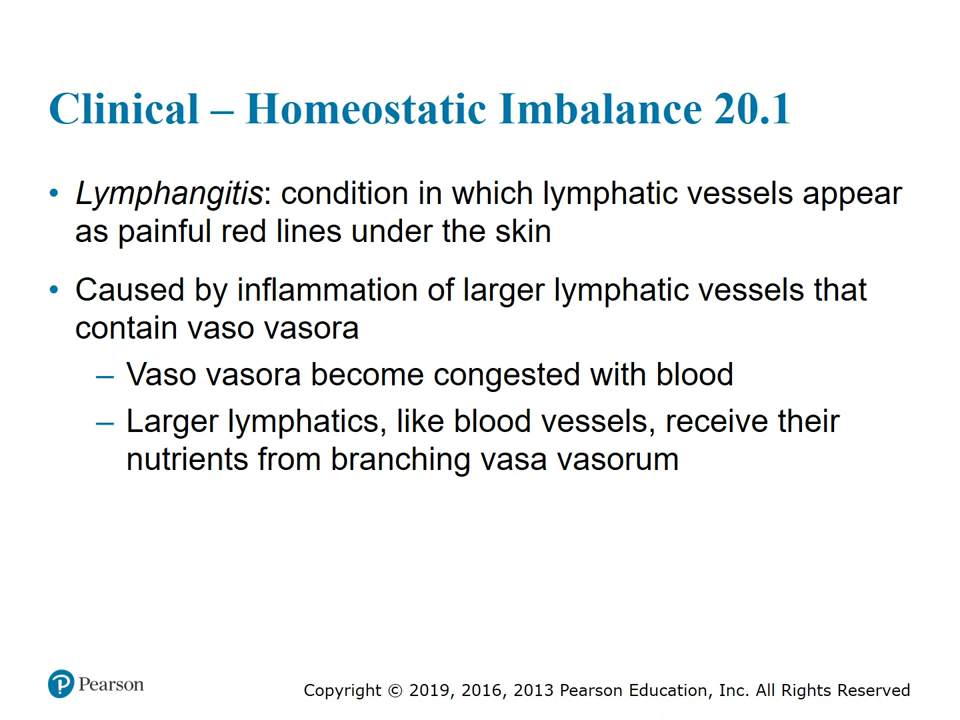 Clinical – Homeostatic Imbalance 20.1
• Lymphangitis: condition in which lymphatic vessels appear
as painful red lines under the skin
• Caused by inflammation of larger lymphatic vessels that
contain vaso vasora
– Vaso vasora become congested with blood
– Larger lymphatics, like blood vessels, receive their
nutrients from branching vasa vasorum
P Pearson
Copyright © 2019, 2016, 2013 Pearson Education, Inc. All Rights Reserved